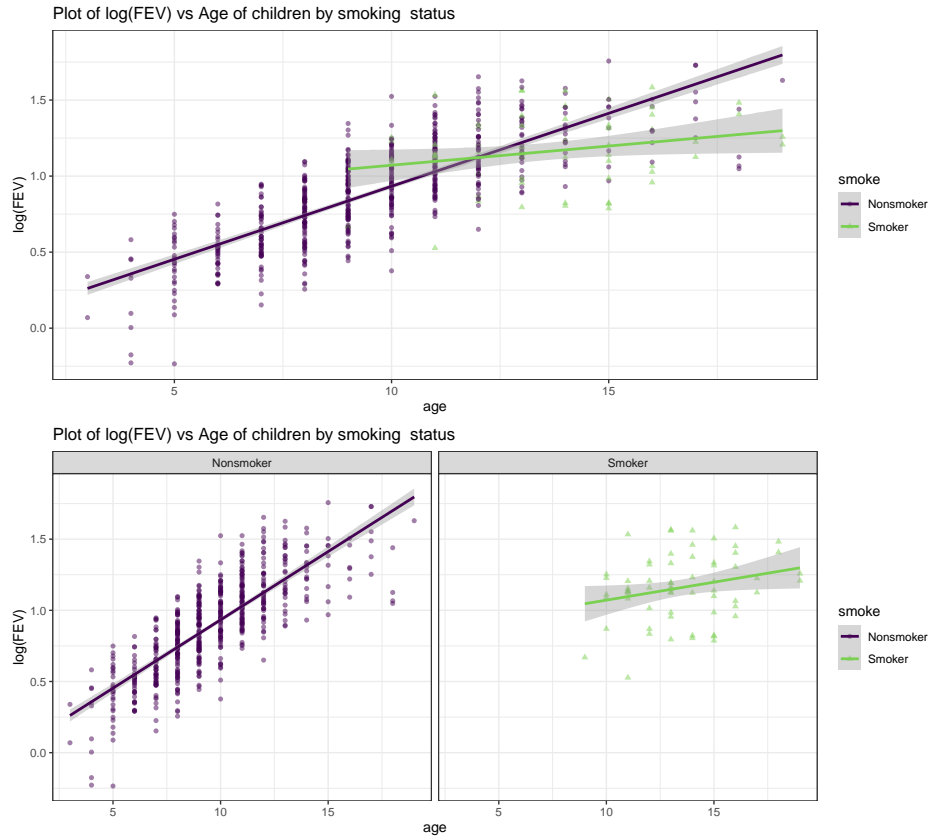 Plot of log(FEV) vs Age of children by smoking  status
1.5
1.0
0.5
0.0
log(FEV)
5
10
15
age
smoke
Nonsmoker
Smoker
Plot of log(FEV) vs Age of children by smoking  status
Nonsmoker
Smoker
1.5
1.0
0.5
0.0
log(FEV)
5
10
15
5
10
15
age
smoke
Nonsmoker
Smoker